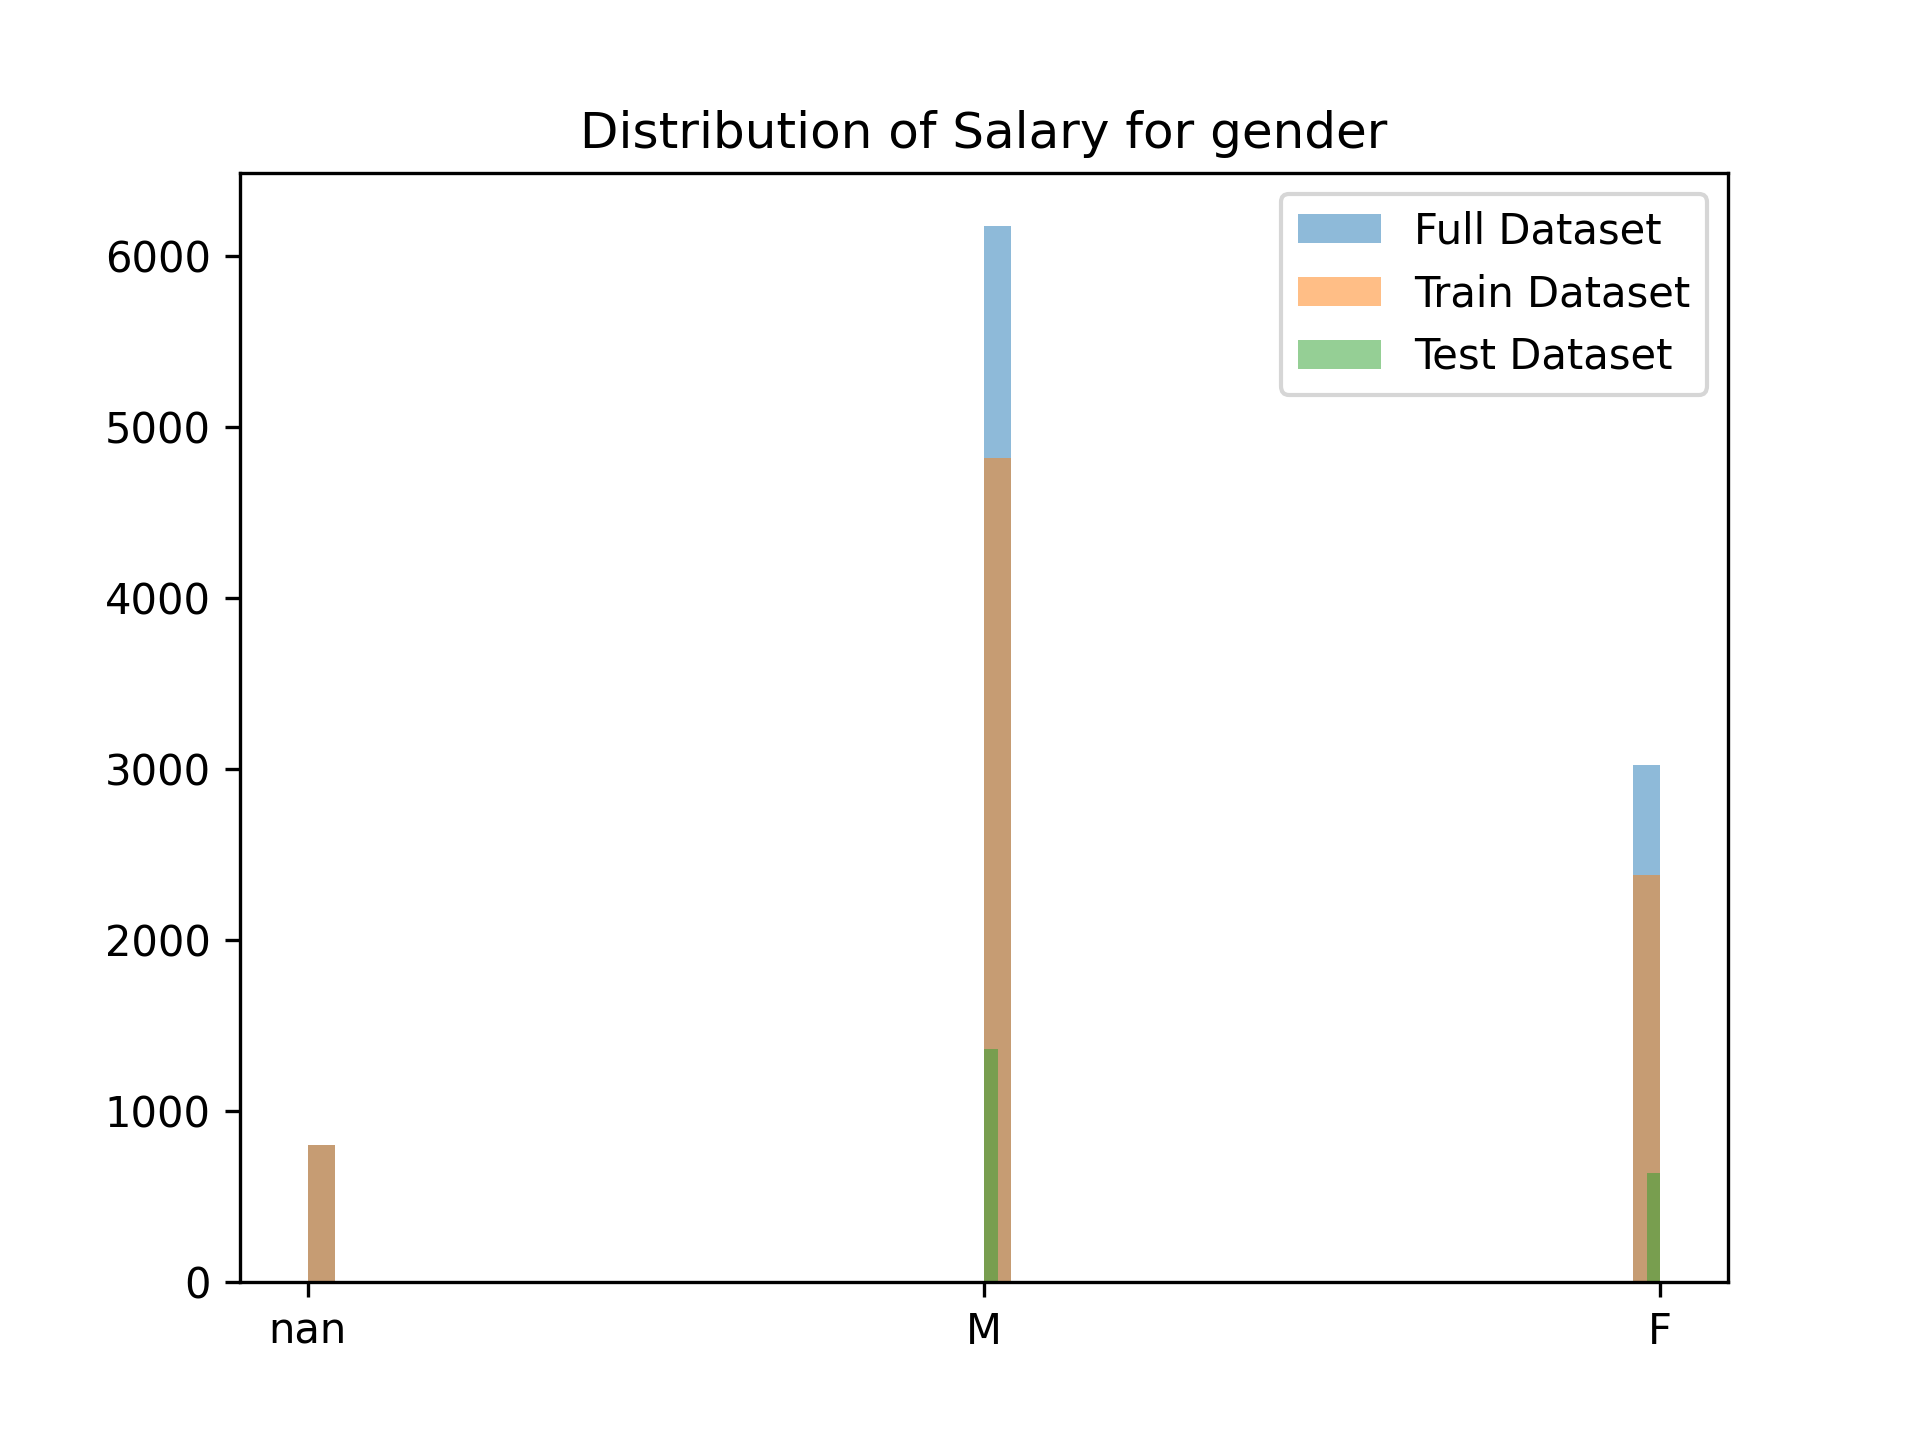 Distribution of Salary for gender
Full Dataset
Train Dataset
Test Dataset
6000
5000
4000
3000
2000
1000
0
nan M F